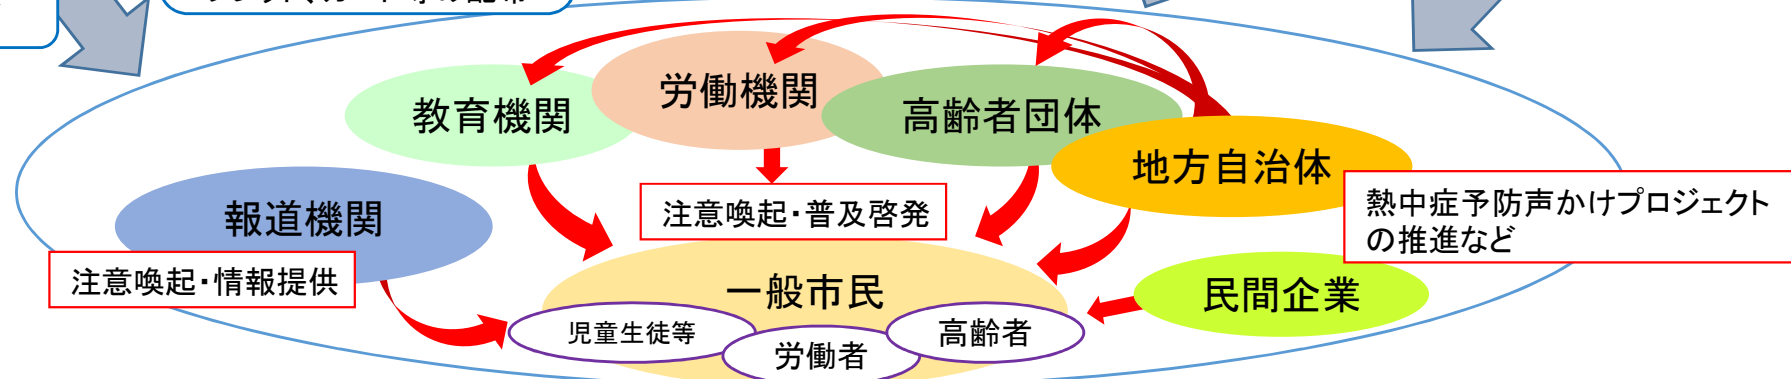 教育機関
労働機関
高齢者団体
地方自治体
熱中症予防声かけプロジェクト
の推進など
報道機関
注意喚起・情報提供
注意喚起・普及啓発
一般市民
児童生徒等
労働者
高齢者
民間企業